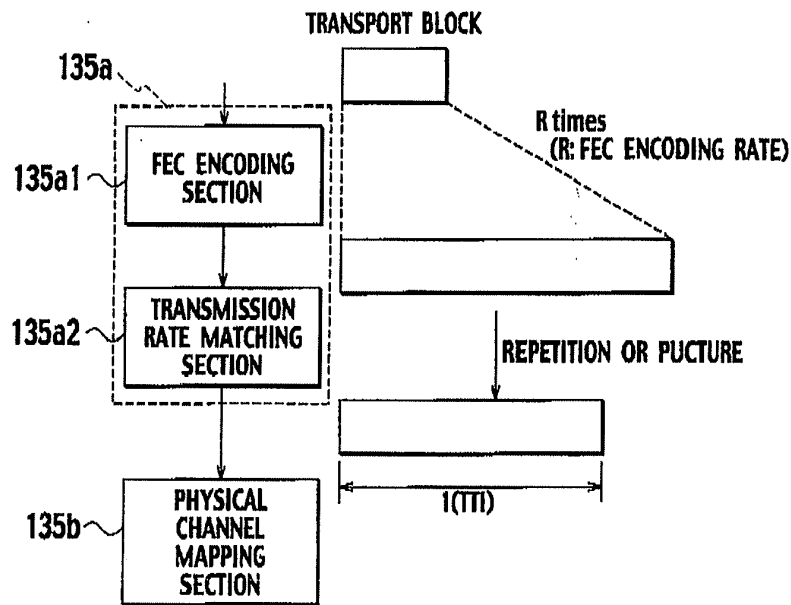 TRANSPORT BLOCK
135a
R times
(R: FEC ENCODING RATE)
135a1
FEC ENCODING
SECTION
135a2
TRANSMISSION
RATE MATCHING
SECTION
REPETITION OR PUCTURE
1(TTI)
135b
PHYSICAL
CHANNEL
MAPPING
SECTION